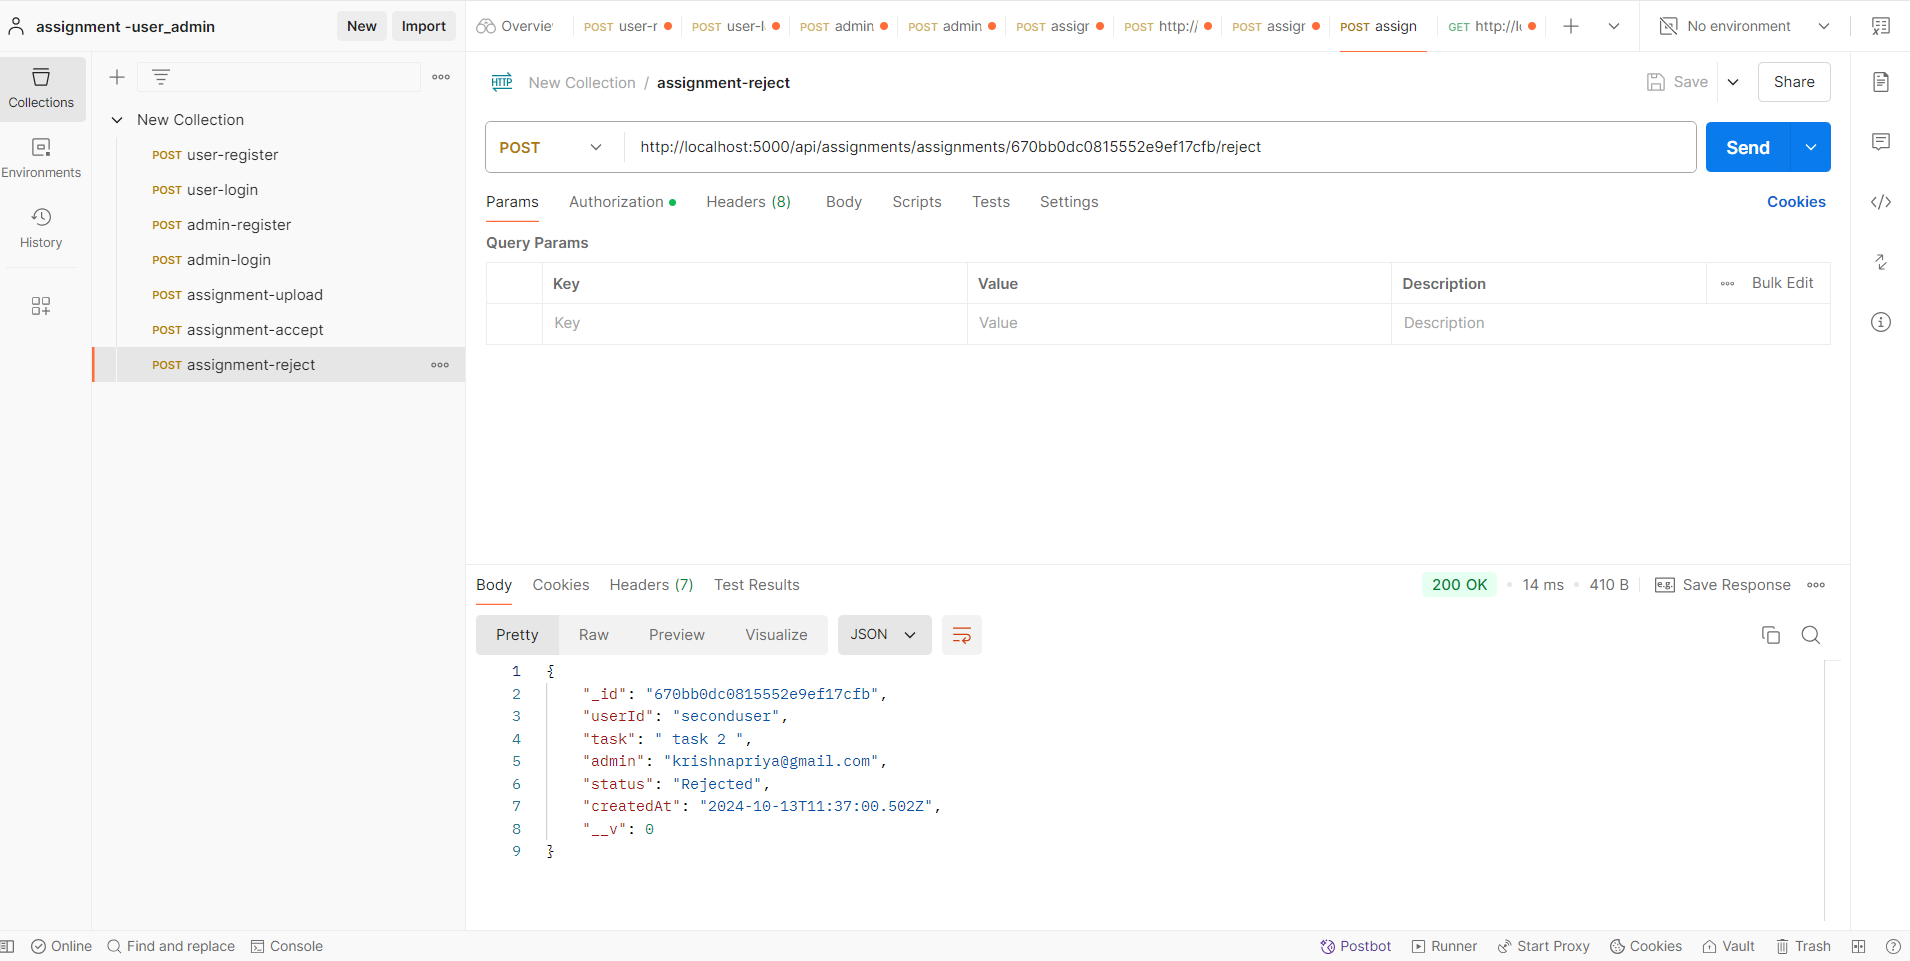 assignment -user_admin
New
Import
Overvie
POST user-r
POST user-l
POST admin
POST admin
POST assigr
POST http:/
POST assigr
POST assign
GET http://l
No environment
Collections
Environments
History
New Collection
POST user-register
POST user-login
POST admin-register
POST admin-login
POST assignment-upload
POST assignment-accept
POST assignment-reject
HTTP New Collection / assignment-reject
Save
Share
POST
http://localhost:5000/api/assignments/assignments/670bb0dc0815552e9ef17cfb/reject
Send
Params
Authorization
Headers (8)
Body
Scripts
Tests
Settings
Cookies
Query Params
Key
Value
Description
Bulk Edit
Key
Value
Description
Body
Cookies
Headers (7)
Test Results
200 OK
14 ms
410 B
e.g. Save Response
Pretty
Raw
Preview
Visualize
JSON
1 {
2 "_id": "670bb0dc0815552e9ef17cfb",
3 "userId": "seconduser",
4 "task": " task 2 ",
5 "admin": "krishnapriya@gmail.com",
6 "status": "Rejected",
7 "createdAt": "2024-10-13T11:37:00.502Z",
8 "__v": 0
9 }
Online
Find and replace
Console
Postbot
Runner
Start Proxy
Cookies
Vault
Trash